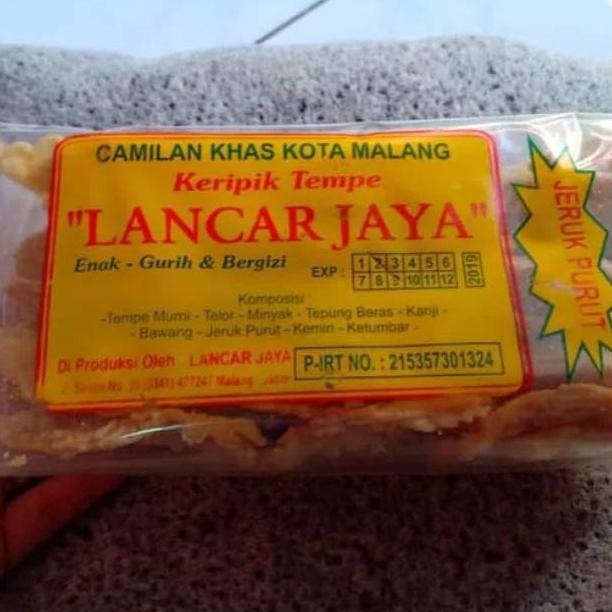 CAMILAN KHAS KOTA MALANG
Keripik Tempe
"LANCAR JAYA"
Enak - Gurih & Bergizi
EXP : 1 2 3 4 5 6 2019
7 8 9 10 11 12
Komposisi
-Tempe Murni - Telor - Minyak - Tepung Beras - Kanji -
- Bawang - Jeruk Purut - Kemiri - Ketumbar -
Di Produksi Oleh LANCAR JAYA
P-IRT NO. : 215357301324
(0341) 477247 Malang
JERUK PURUT